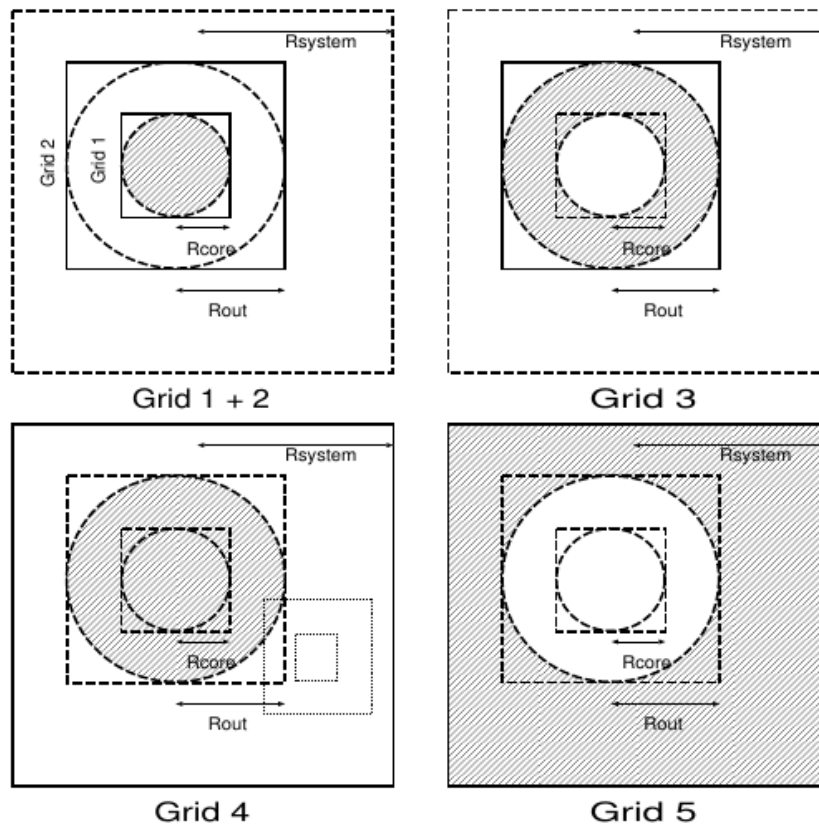 Rsystem
Grid 2
Grid 1
Rcore
Rout
Grid 1 + 2
Rsystem
Rcore
Rout
Grid 3
Rsystem
Rcore
Rout
Grid 4
Rsystem
Rcore
Rout
Grid 5